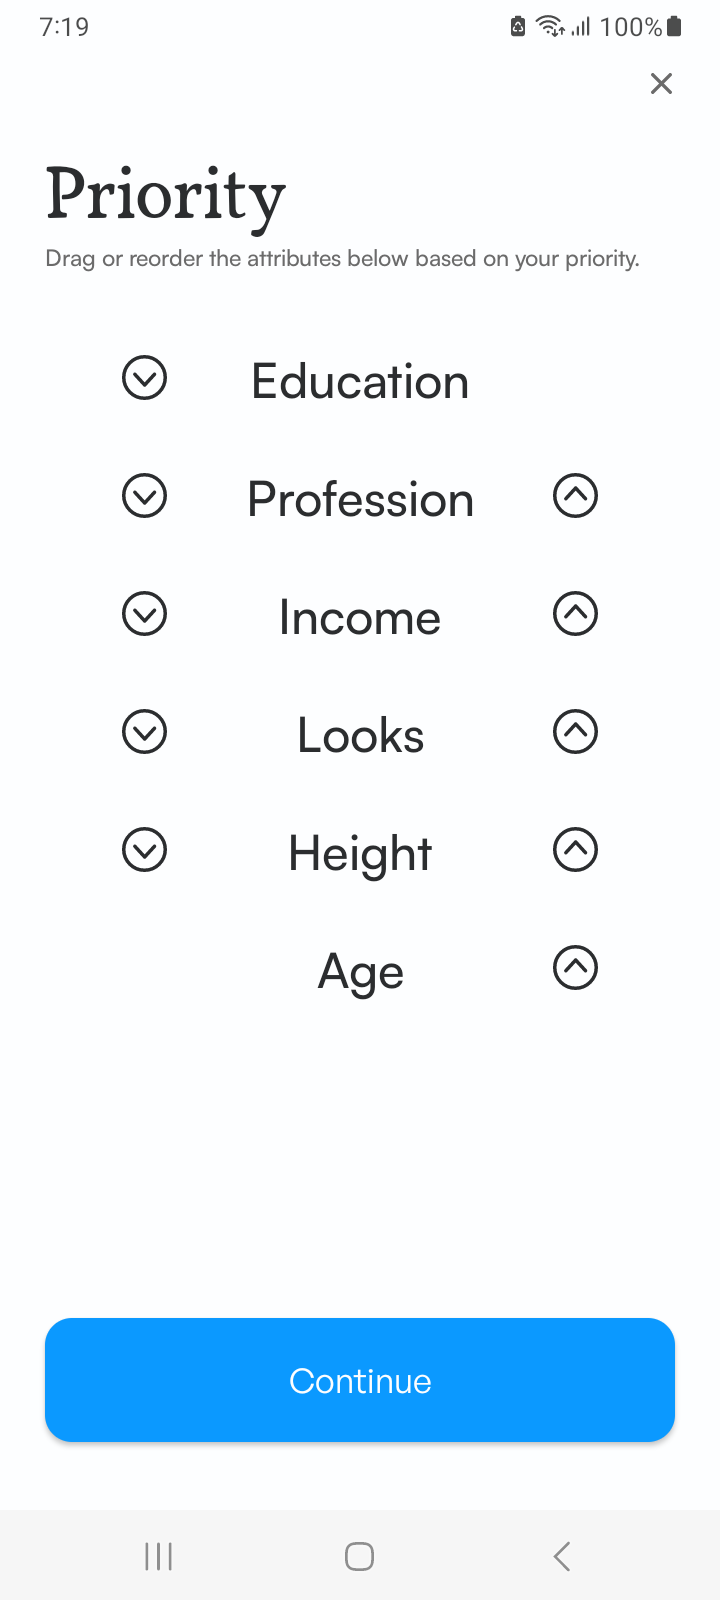 7:19
100%
Priority
Drag or reorder the attributes below based on your priority.
Education
Profession
Income
Looks
Height
Age
Continue